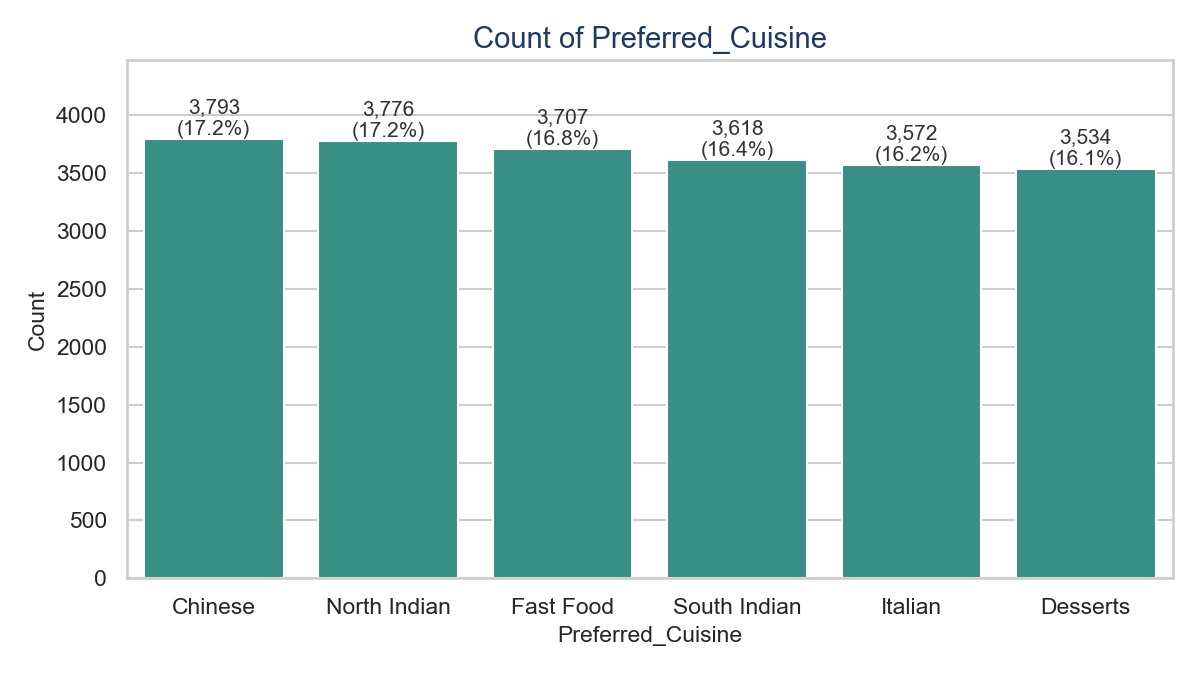 Count of Preferred_Cuisine
Count
4000
3500
3000
2500
2000
1500
1000
500
0
3,793
(17.2%)
3,776
(17.2%)
3,707
(16.8%)
3,618
(16.4%)
3,572
(16.2%)
3,534
(16.1%)
Chinese
North Indian
Fast Food
South Indian
Italian
Desserts
Preferred_Cuisine